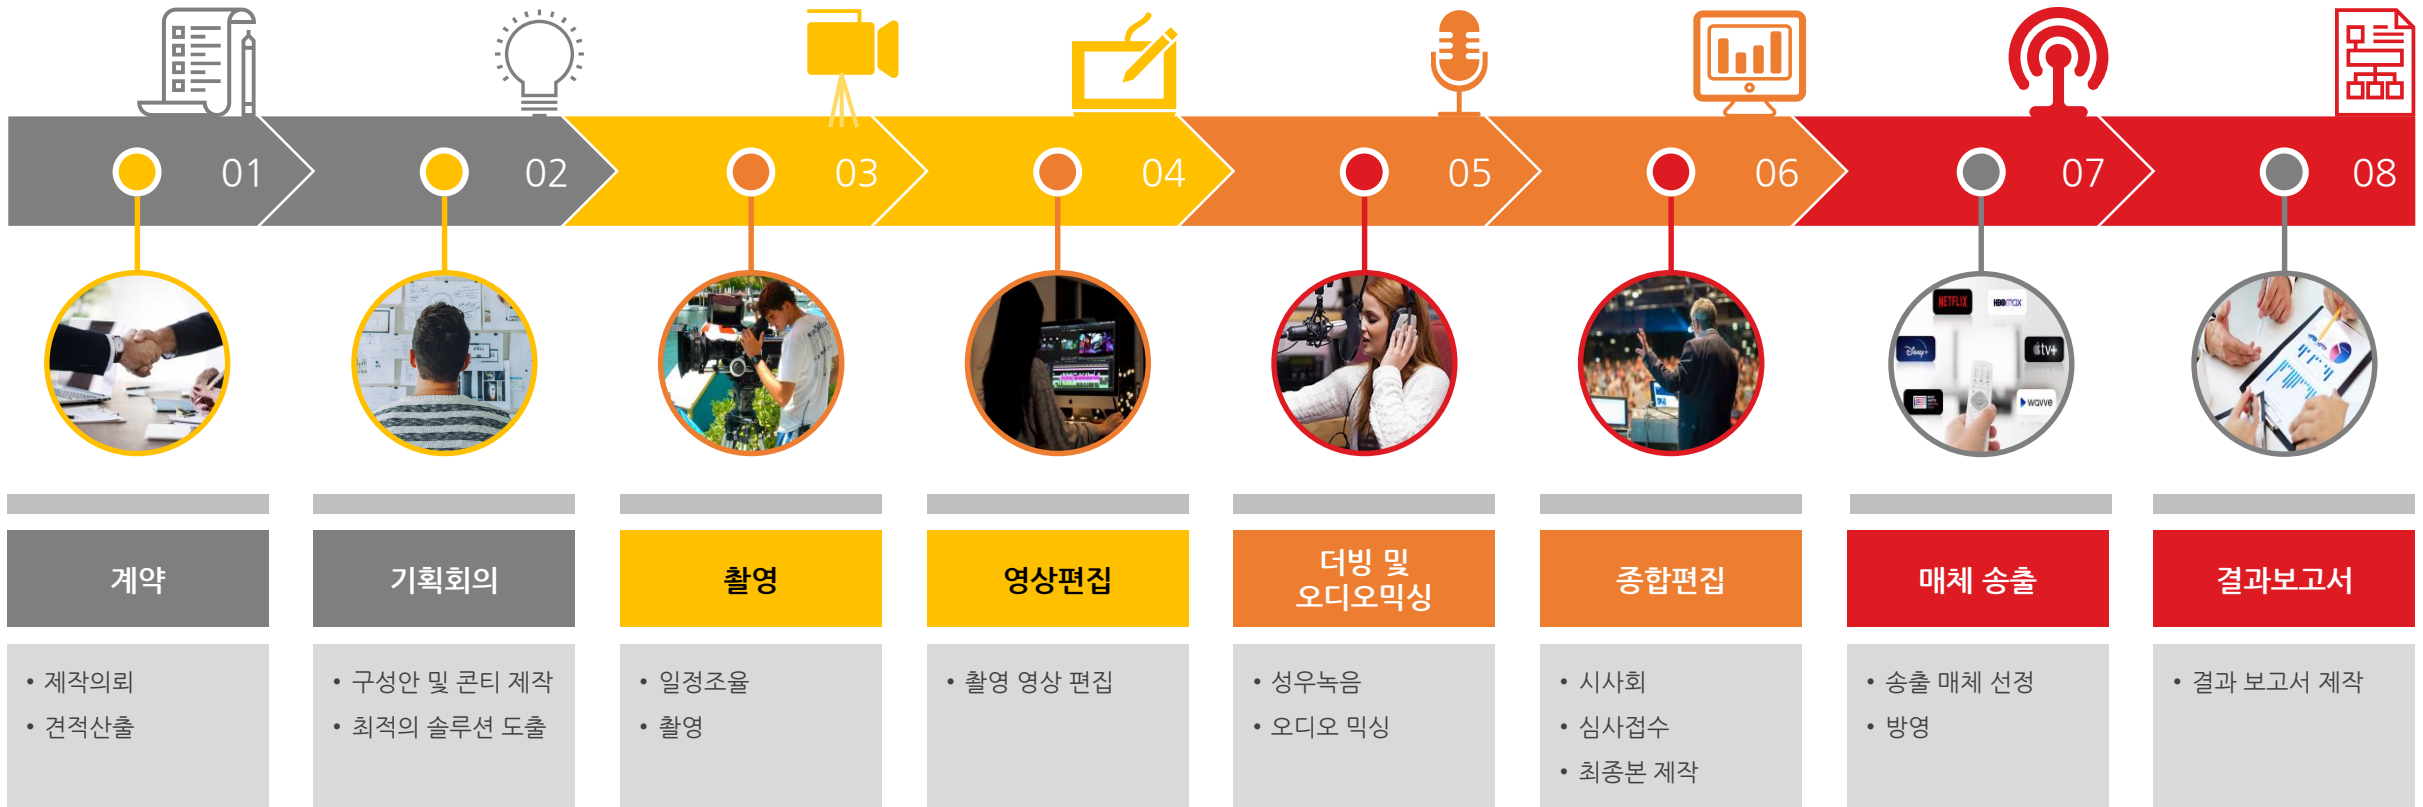 01
02
03
04
05
06
07
08
NETFLIX
HBOmax
Disney+
tv+
wavve
계약
기획회의
촬영
영상편집
더빙 및
오디오믹싱
종합편집
매체 송출
결과보고서
• 제작의뢰
• 견적산출
• 구성안 및 콘티 제작
• 최적의 솔루션 도출
• 일정조율
• 촬영
• 촬영 영상 편집
• 성우녹음
• 오디오 믹싱
• 시사회
• 심사접수
• 최종본 제작
• 송출 매체 선정
• 방영
• 결과 보고서 제작